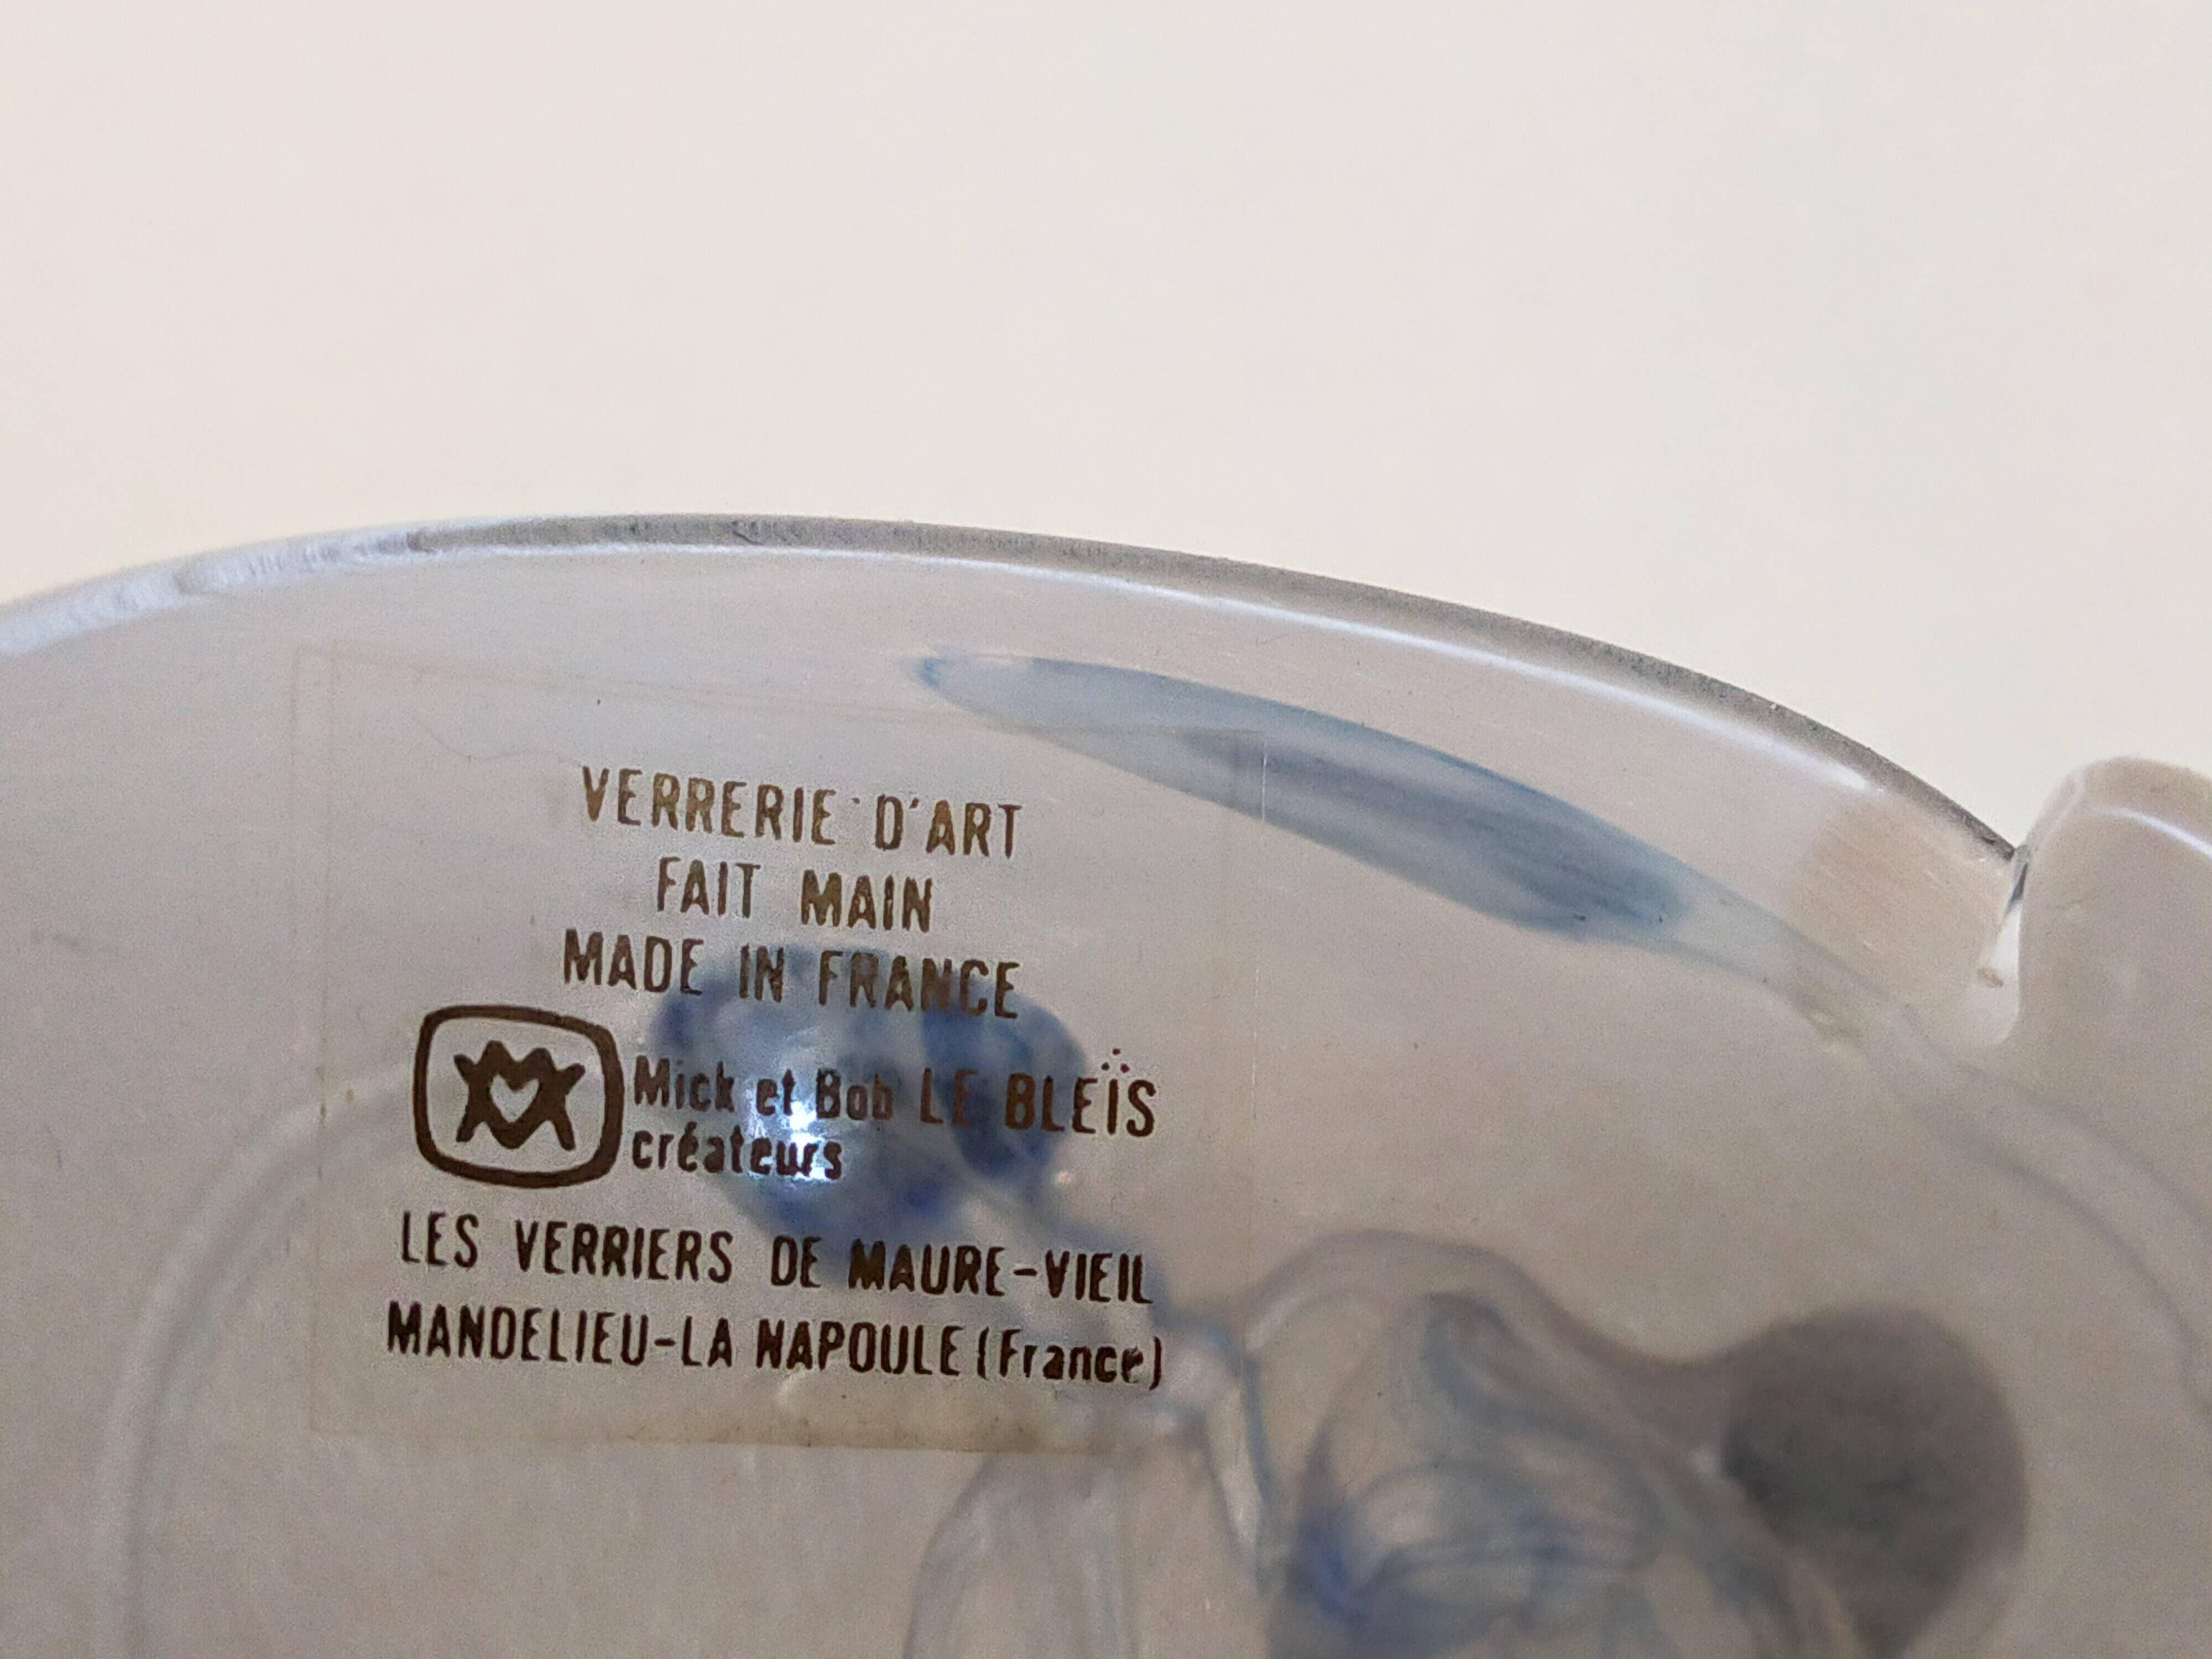 VERRERIE D'ART
FAIT MAIN
MADE IN FRANCE
Mick et Bob LE BLEÏS
créateurs
LES VERRIERS DE MAURE-VIEIL
MANDELIEU-LA NAPOULE (France)